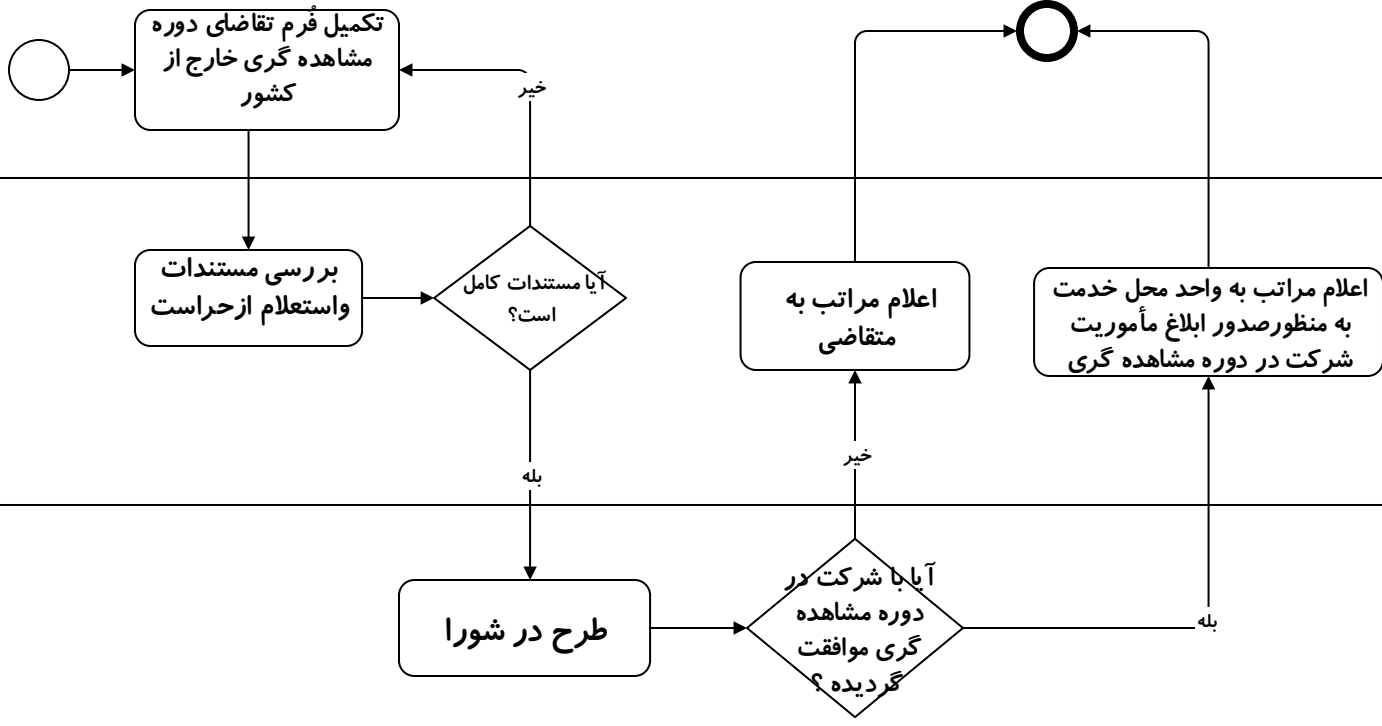 تکمیل فُرم تقاضای دوره
مشاهده گری خارج از
کشور
خیر
بررسی مستندات
واستعلام ازحراست
آیا مستندات کامل
است؟
بله
اعلام مراتب به
متقاضی
اعلام مراتب به واحد محل خدمت
به منظورصدور ابلاغ مأموریت
شرکت در دوره مشاهده گری
خیر
طرح در شورا
آیا با شرکت در
دوره مشاهده
گری موافقت
گردیده ؟
بله